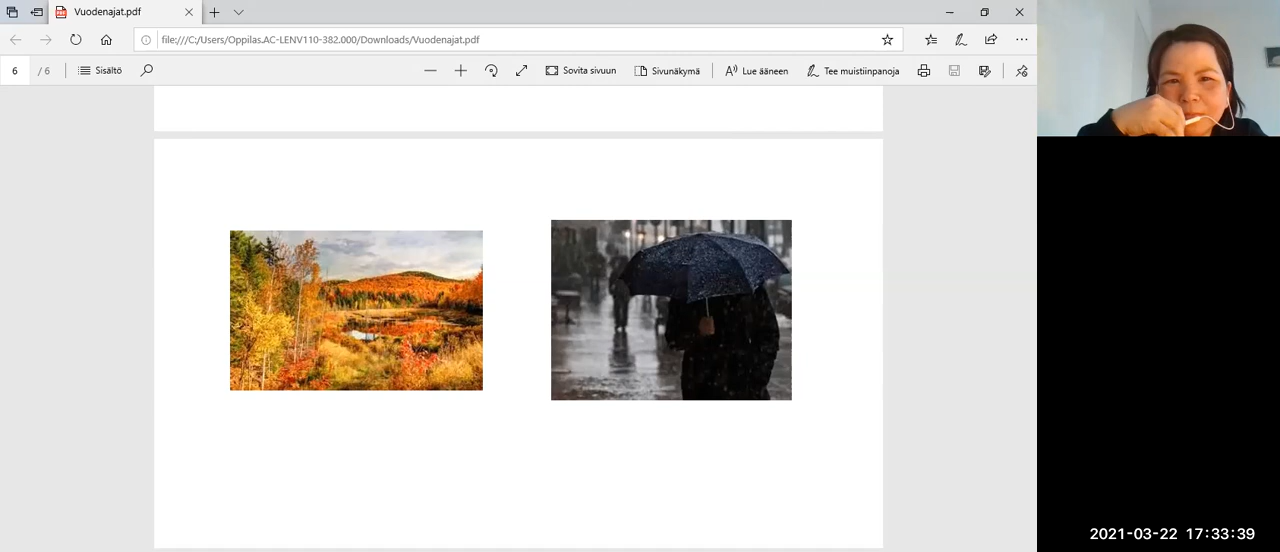 Vuodenajat.pdf
file:///C:/Users/Oppilas.AC-LENV110-382.000/Downloads/Vuodenajat.pdf
6 / 6 Sisältö Sovita sivuun Sivunäkymä Lue ääneen Tee muistiinpanoja
2021-03-22 17:33:39